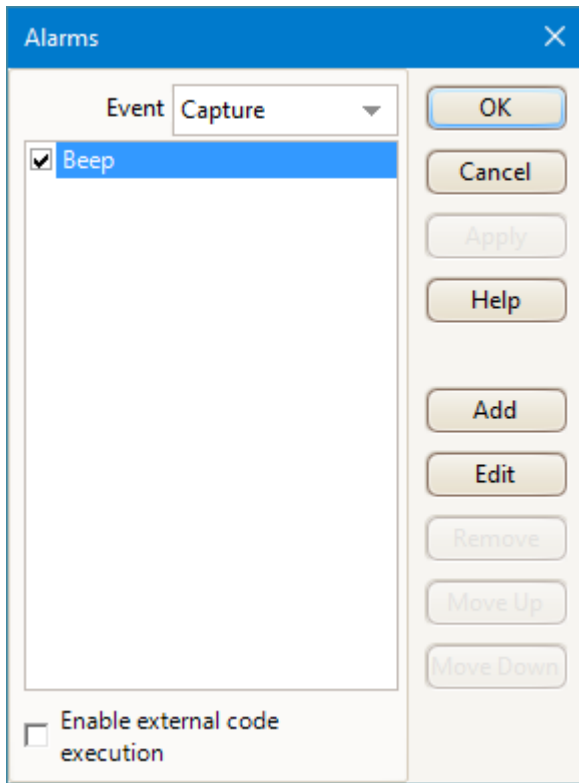 Alarms
Event Capture
Beep
Enable external code
execution
OK
Cancel
Apply
Help
Add
Edit
Remove
Move Up
Move Down